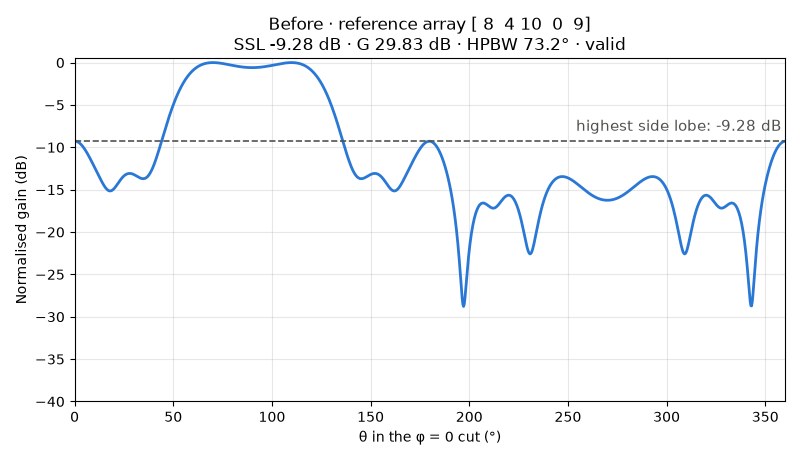 Before · reference array [ 8  4 10  0  9]
SSL -9.28 dB · G 29.83 dB · HPBW 73.2° · valid
highest side lobe: -9.28 dB
Normalised gain (dB)
0
−5
−10
−15
−20
−25
−30
−35
−40
0 50 100 150 200 250 300 350
θ in the φ = 0 cut (°)